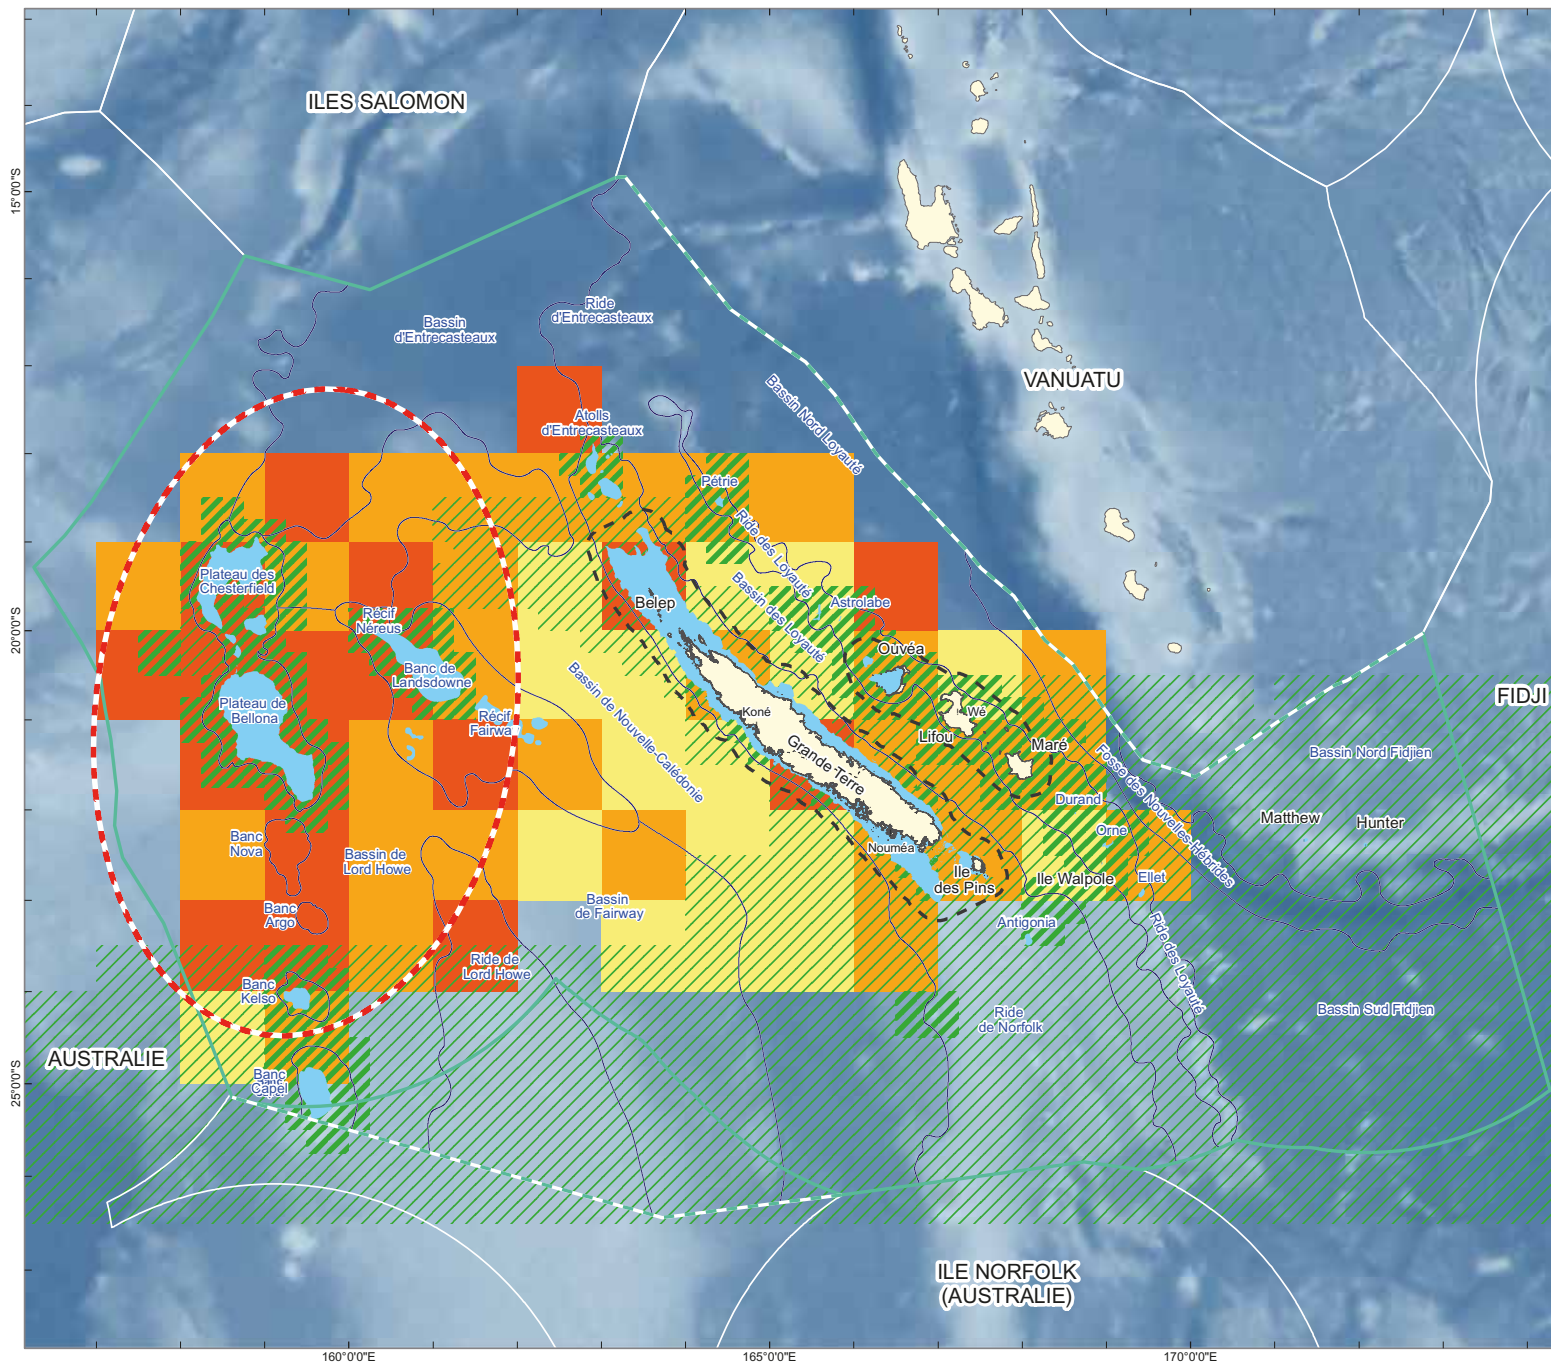 ILES SALOMON
15°0'0"S
Ride
d'Entrecasteaux
Bassin
d'Entrecasteaux
VANUATU
Bassin Nord Loyauté
Atolls
d'Entrecasteaux
Pétrie
Ride des Loyauté
Plateau des
Chesterfield
Bassin des Loyauté
Belep
Astrolabe
20°0'0"S
Récif
Néreus
Ouvéa
Banc de
Landsdowne
Bassin de Nouvelle-Calédonie
Plateau de
Bellona
Récif
Fairwa
Koné
Wé
Lifou
FIDJI
Grande Terre
Maré
Fosse des Nouvelles-Hébrides
Bassin Nord Fidjien
Durand
Matthew
Hunter
Orne
Banc
Nova
Bassin de
Lord Howe
Nouméa
Ile
des Pins
Ile Walpole
Ellet
Banc
Argo
Bassin
de Fairway
Antigonia
Ride des Loyauté
Ride de
Lord Howe
Banc
Kelso
Ride
de Norfolk
Bassin Sud Fidjien
AUSTRALIE
25°0'0"S
Banc
Capel
ILE NORFOLK
(AUSTRALIE)
160°0'0"E
165°0'0"E
170°0'0"E